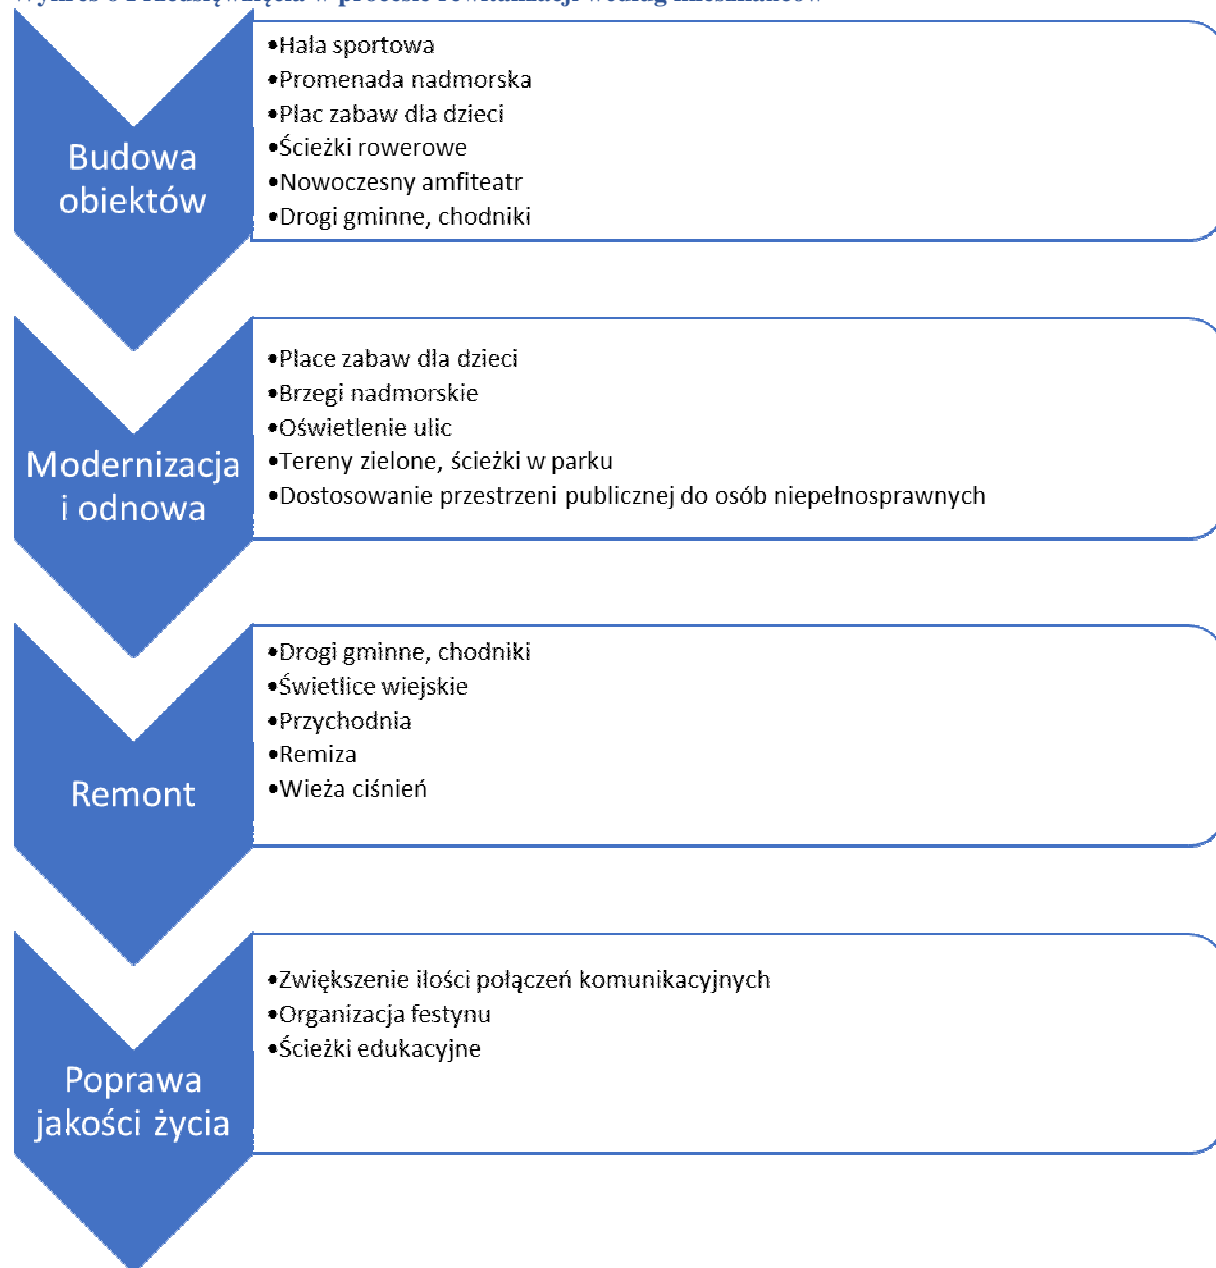 Budowa
obiektów
•Hala sportowa
•Promenada nadmorska
•Plac zabaw dla dzieci
•Ścieżki rowerowe
•Nowoczesny amfiteatr
•Drogi gminne, chodniki
Modernizacja
i odnowa
•Place zabaw dla dzieci
•Brzegi nadmorskie
•Oświetlenie ulic
•Tereny zielone, ścieżki w parku
•Dostosowanie przestrzeni publicznej do osób niepełnosprawnych
Remont
•Drogi gminne, chodniki
•Świetlice wiejskie
•Przychodnia
•Remiza
•Wieża ciśnień
Poprawa
jakości życia
•Zwiększenie ilości połączeń komunikacyjnych
•Organizacja festynu
•Ścieżki edukacyjne